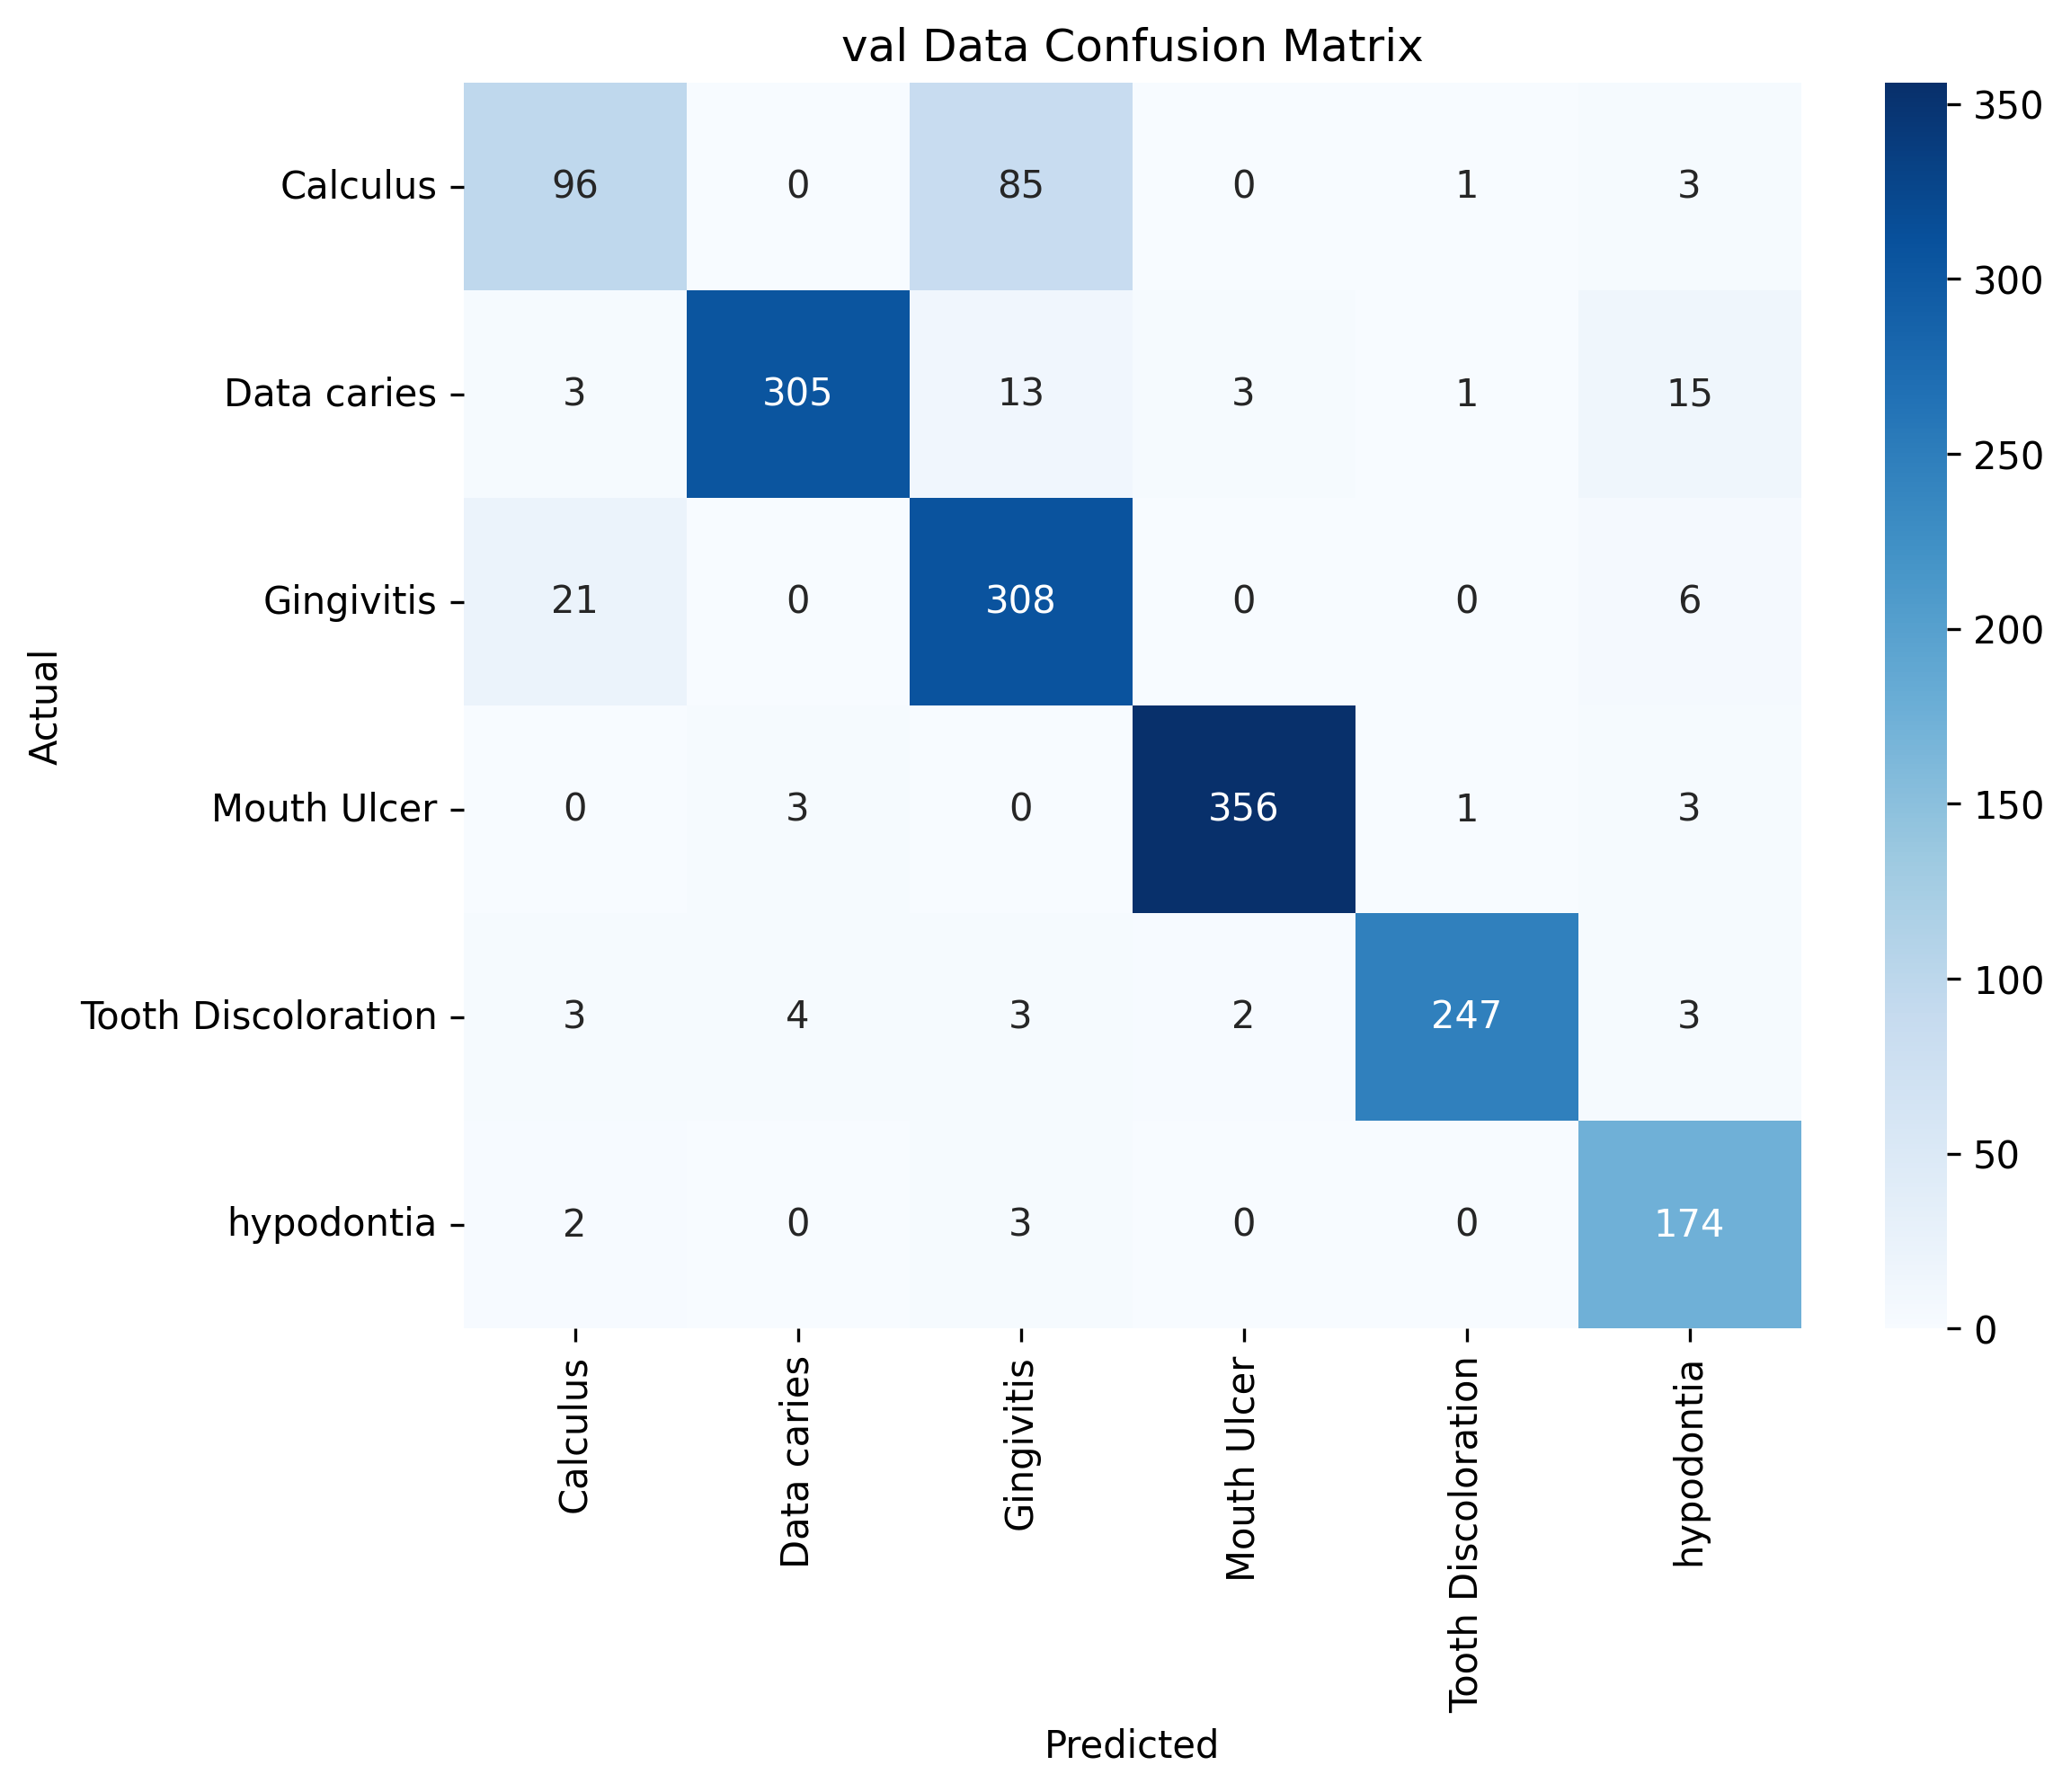 val Data Confusion Matrix
Calculus 96 0 85 0 1 3
Data caries 3 305 13 3 1 15
Gingivitis 21 0 308 0 0 6
Mouth Ulcer 0 3 0 356 1 3
Tooth Discoloration 3 4 3 2 247 3
hypodontia 2 0 3 0 0 174
Actual
Calculus
Data caries
Gingivitis
Mouth Ulcer
Tooth Discoloration
hypodontia
Predicted
350
300
250
200
150
100
50
0